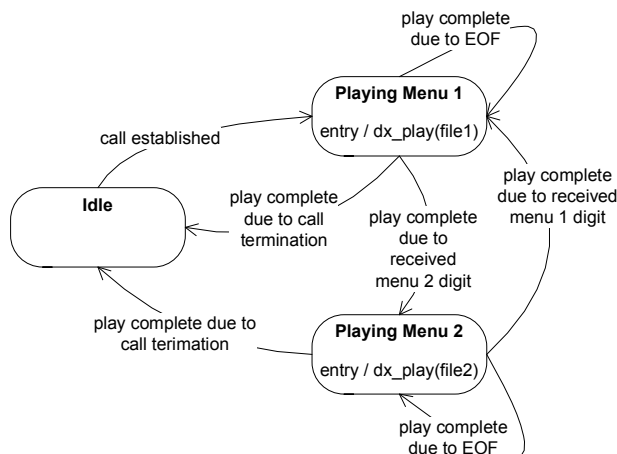 play complete
due to EOF
Playing Menu 1
entry / dx_play(file1)
call established
play complete
due to received
menu 1 digit
play complete
due to call
termination
Idle
play complete
due to
received
menu 2 digit
play complete due to
call terimation
Playing Menu 2
entry / dx_play(file2)
play complete
due to EOF